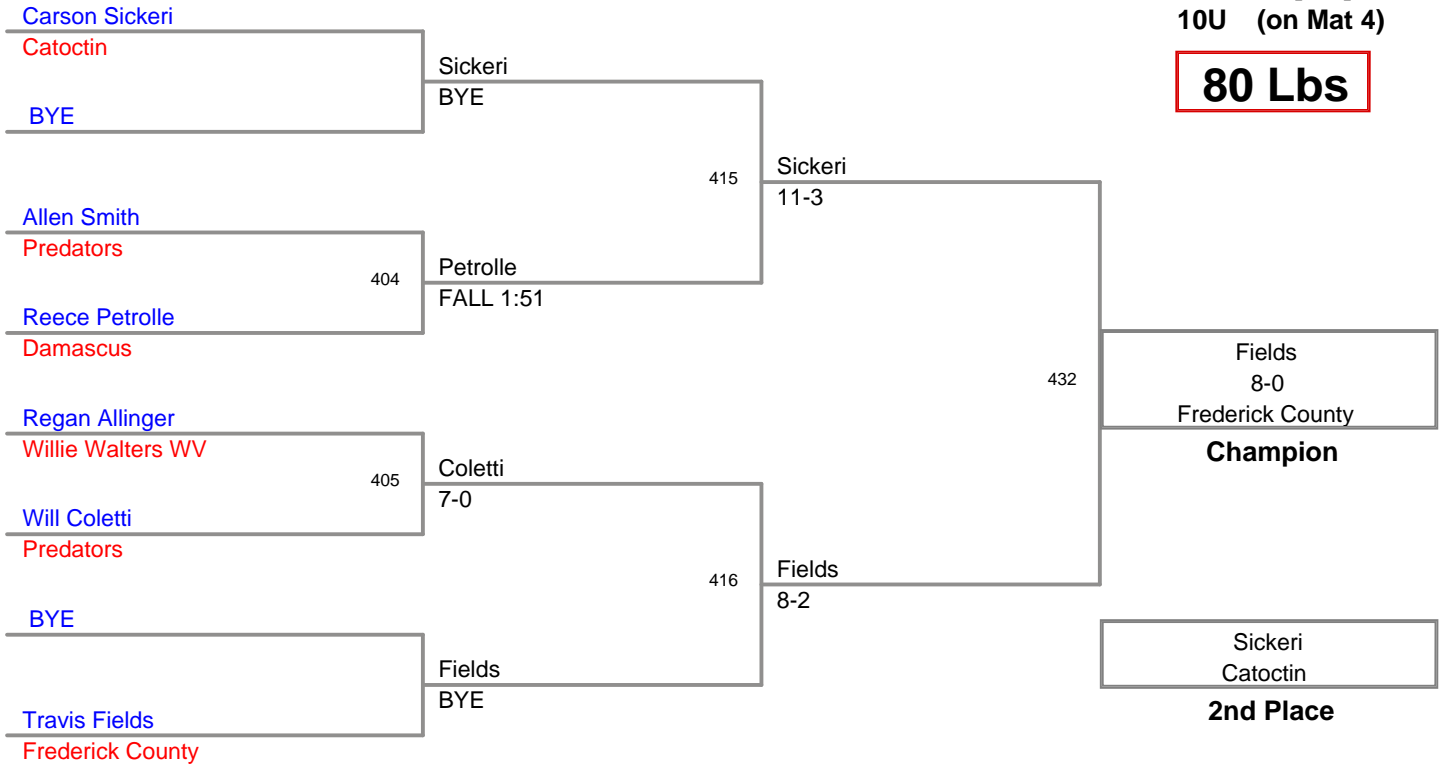 10U (on Mat 4)
80 Lbs
Carson Sickeri
Catoctin
BYE
Sickeri
BYE
Allen Smith
Predators
Reece Petrolle
Damascus
404
Petrolle
FALL 1:51
415
Sickeri
11-3
Regan Allinger
Willie Walters WV
Will Coletti
Predators
405
Coletti
7-0
BYE
Travis Fields
Frederick County
Fields
BYE
416
Fields
8-2
432
Fields
8-0
Frederick County
Champion
Sickeri
Catoctin
2nd Place